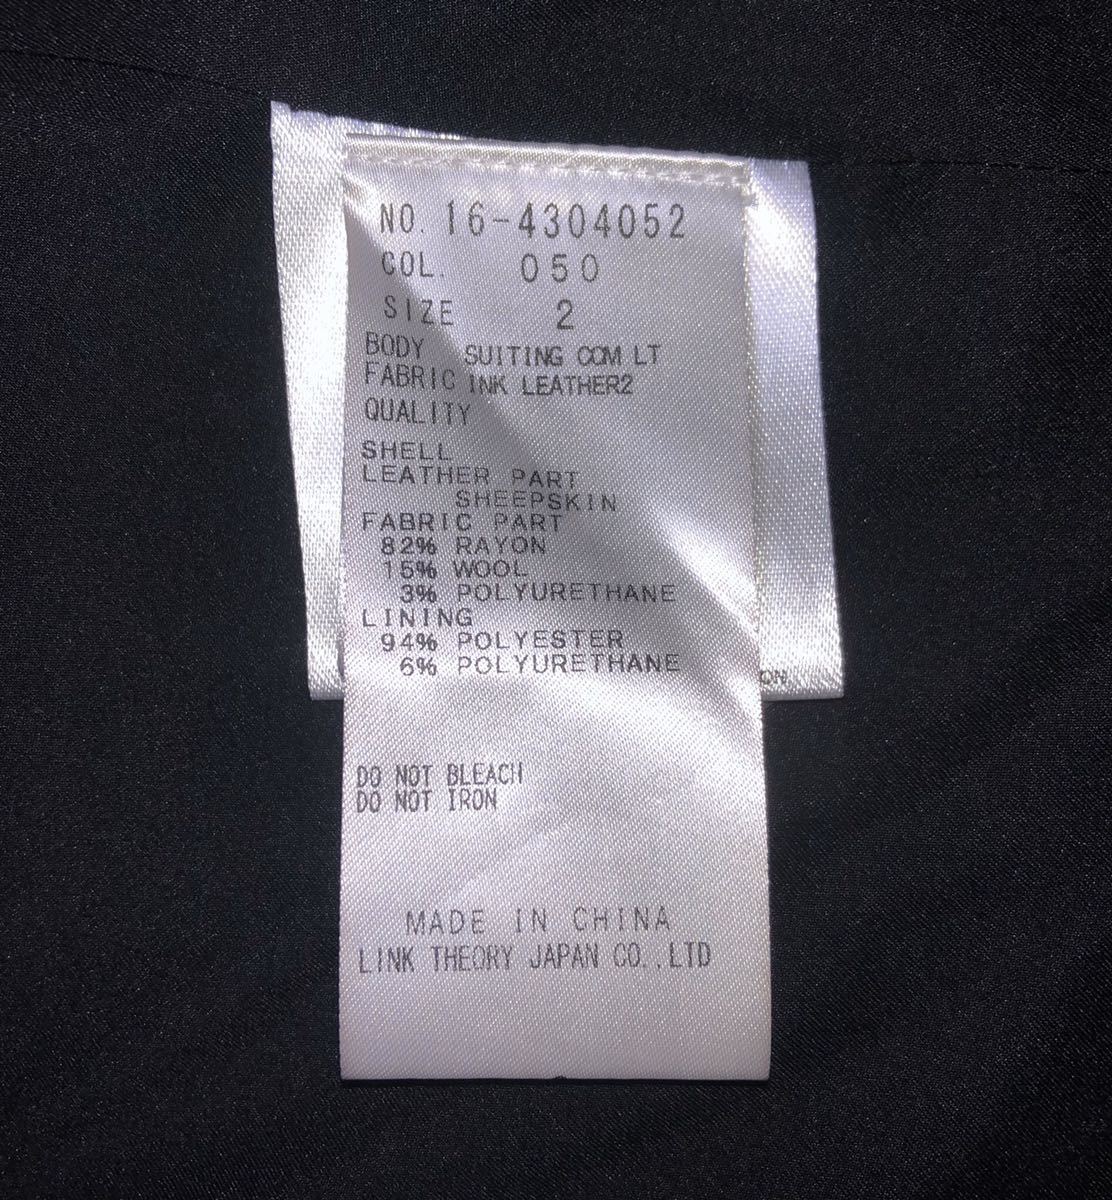 NO. 16-4304052
COL. 050
SIZE 2
BODY SUITING COM LT
FABRIC INK LEATHER2
QUALITY
SHELL
LEATHER PART
SHEEPSKIN
FABRIC PART
82% RAYON
15% WOOL
3% POLYURETHANE
LINING
94% POLYESTER
6% POLYURETHANE
ON
DO NOT BLEACH
DO NOT IRON
MADE IN CHINA
LINK THEORY JAPAN CO.,LTD